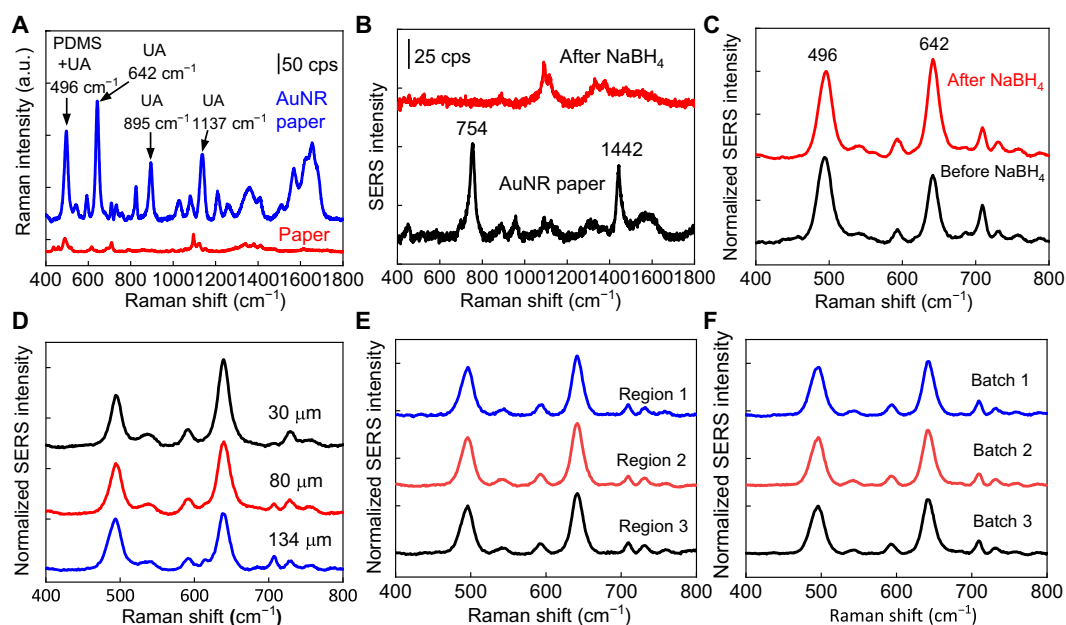 A
Raman intensity (a.u.)
PDMS
+UA
496 cm⁻¹
UA
642 cm⁻¹
UA
895 cm⁻¹
UA
1137 cm⁻¹
50 cps
AuNR
paper
Paper
400 600 800 10001200 1400 1600 1800
Raman shift (cm⁻¹)
B
SERS intensity
25 cps
After NaBH₄
754
1442
AuNR paper
400 600 800 10001200 1400 1600 1800
Raman shift (cm⁻¹)
C
Normalized SERS intensity
496
642
After NaBH₄
Before NaBH₄
400 500 600 700 800
Raman shift (cm⁻¹)
D
Normalized SERS intensity
30 μm
80 μm
134 μm
400 500 600 700 800
Raman shift (cm⁻¹)
E
Normalized SERS intensity
Region 1
Region 2
Region 3
400 500 600 700 800
Raman shift (cm⁻¹)
F
Normalized SERS intensity
Batch 1
Batch 2
Batch 3
400 500 600 700 800
Raman shift (cm⁻¹)